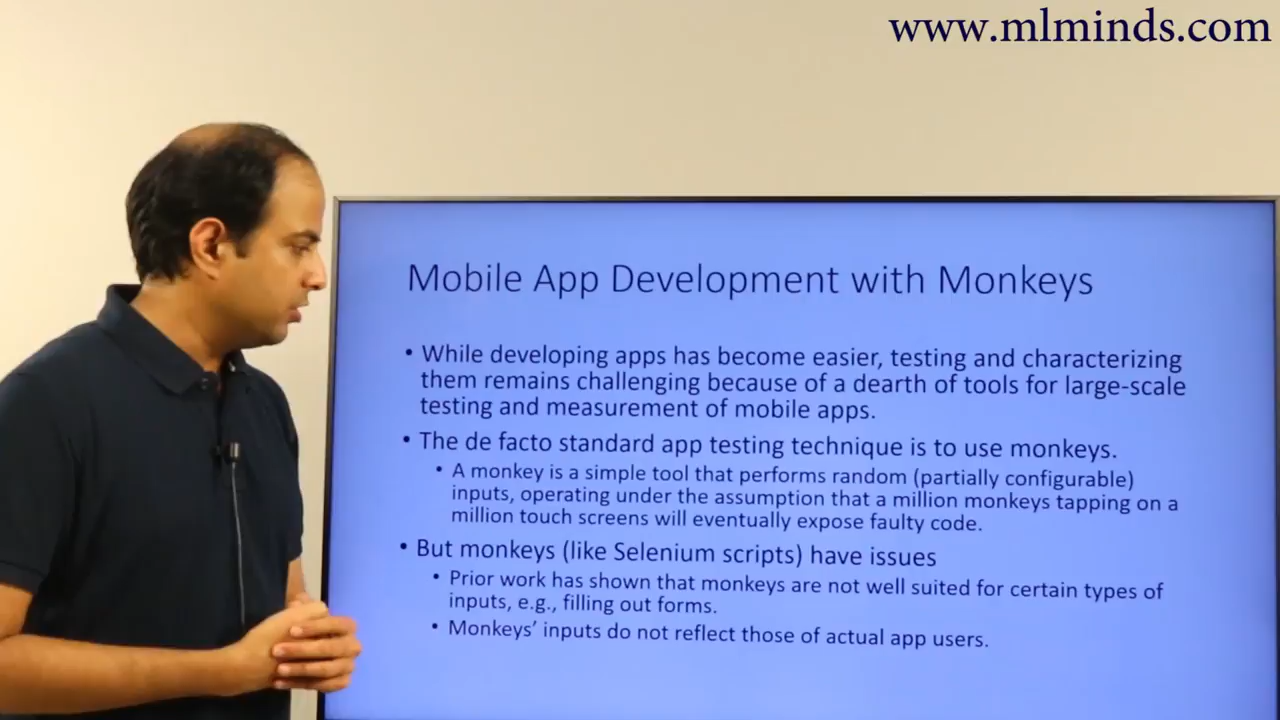 www.mlminds.com
Mobile App Development with Monkeys
• While developing apps has become easier, testing and characterizing
them remains challenging because of a dearth of tools for large-scale
testing and measurement of mobile apps.
• The de facto standard app testing technique is to use monkeys.
• A monkey is a simple tool that performs random (partially configurable)
inputs, operating under the assumption that a million monkeys tapping on a
million touch screens will eventually expose faulty code.
• But monkeys (like Selenium scripts) have issues
• Prior work has shown that monkeys are not well suited for certain types of
inputs, e.g., filling out forms.
• Monkeys’ inputs do not reflect those of actual app users.